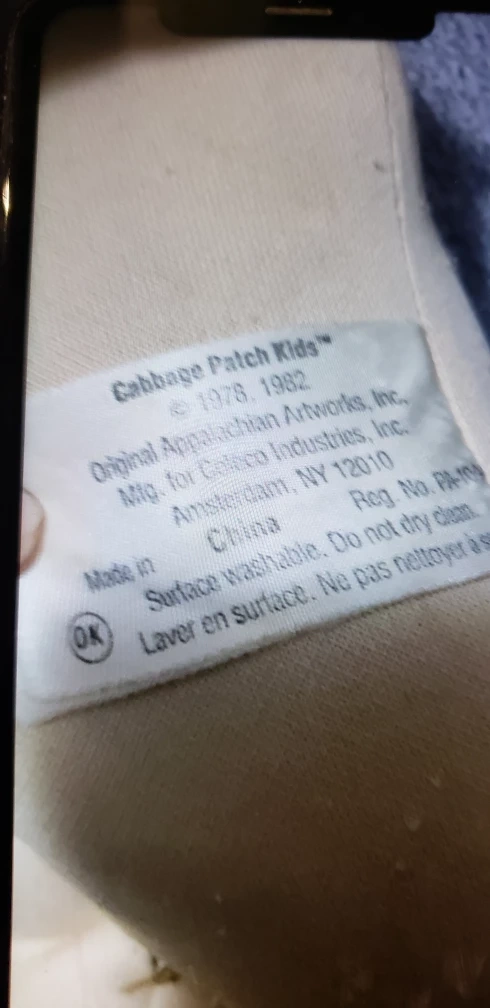 Cabbage Patch Kids™
© 1978, 1982
Original Appalachian Artworks, Inc.
Mfg. for Coleco Industries, Inc.
Amsterdam, NY 12010
Made in China Reg. No. PA-
Surface washable. Do not dry clean.
OK Laver en surface. Ne pas nettoyer à s